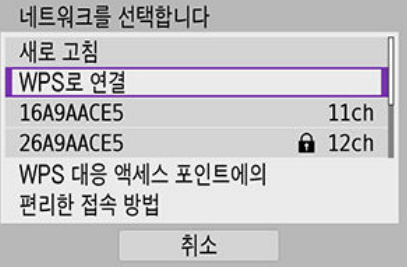 네트워크를 선택합니다
새로 고침
WPS로 연결
16A9AACE5 11ch
26A9AACE5 12ch
WPS 대응 액세스 포인트에의
편리한 접속 방법
취소